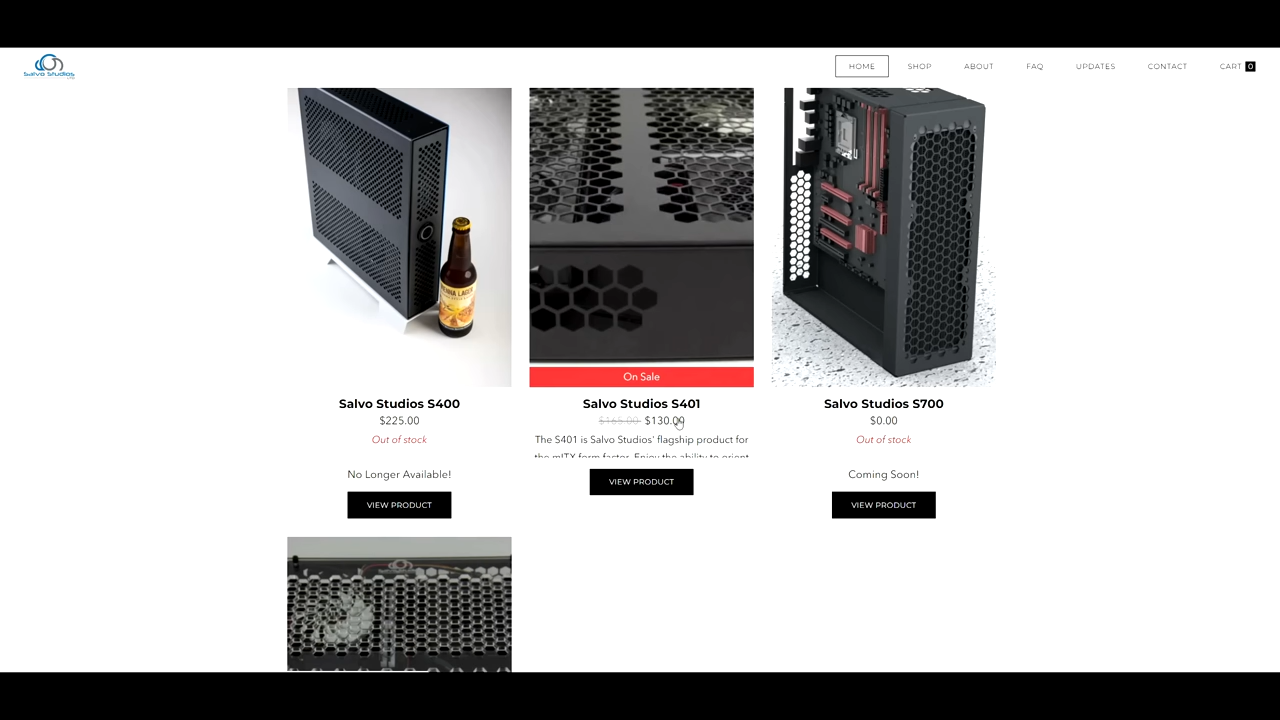 Salvo Studios
HOME
SHOP
ABOUT
FAQ
UPDATES
CONTACT
CART 0
VIENNA LAGER
On Sale
Salvo Studios S400
$225.00
Out of stock
No Longer Available!
VIEW PRODUCT
Salvo Studios S401
$165.00 $130.00
The S401 is Salvo Studios' flagship product for
the mITX form factor. Enjoy the ability to orient
VIEW PRODUCT
Salvo Studios S700
$0.00
Out of stock
Coming Soon!
VIEW PRODUCT